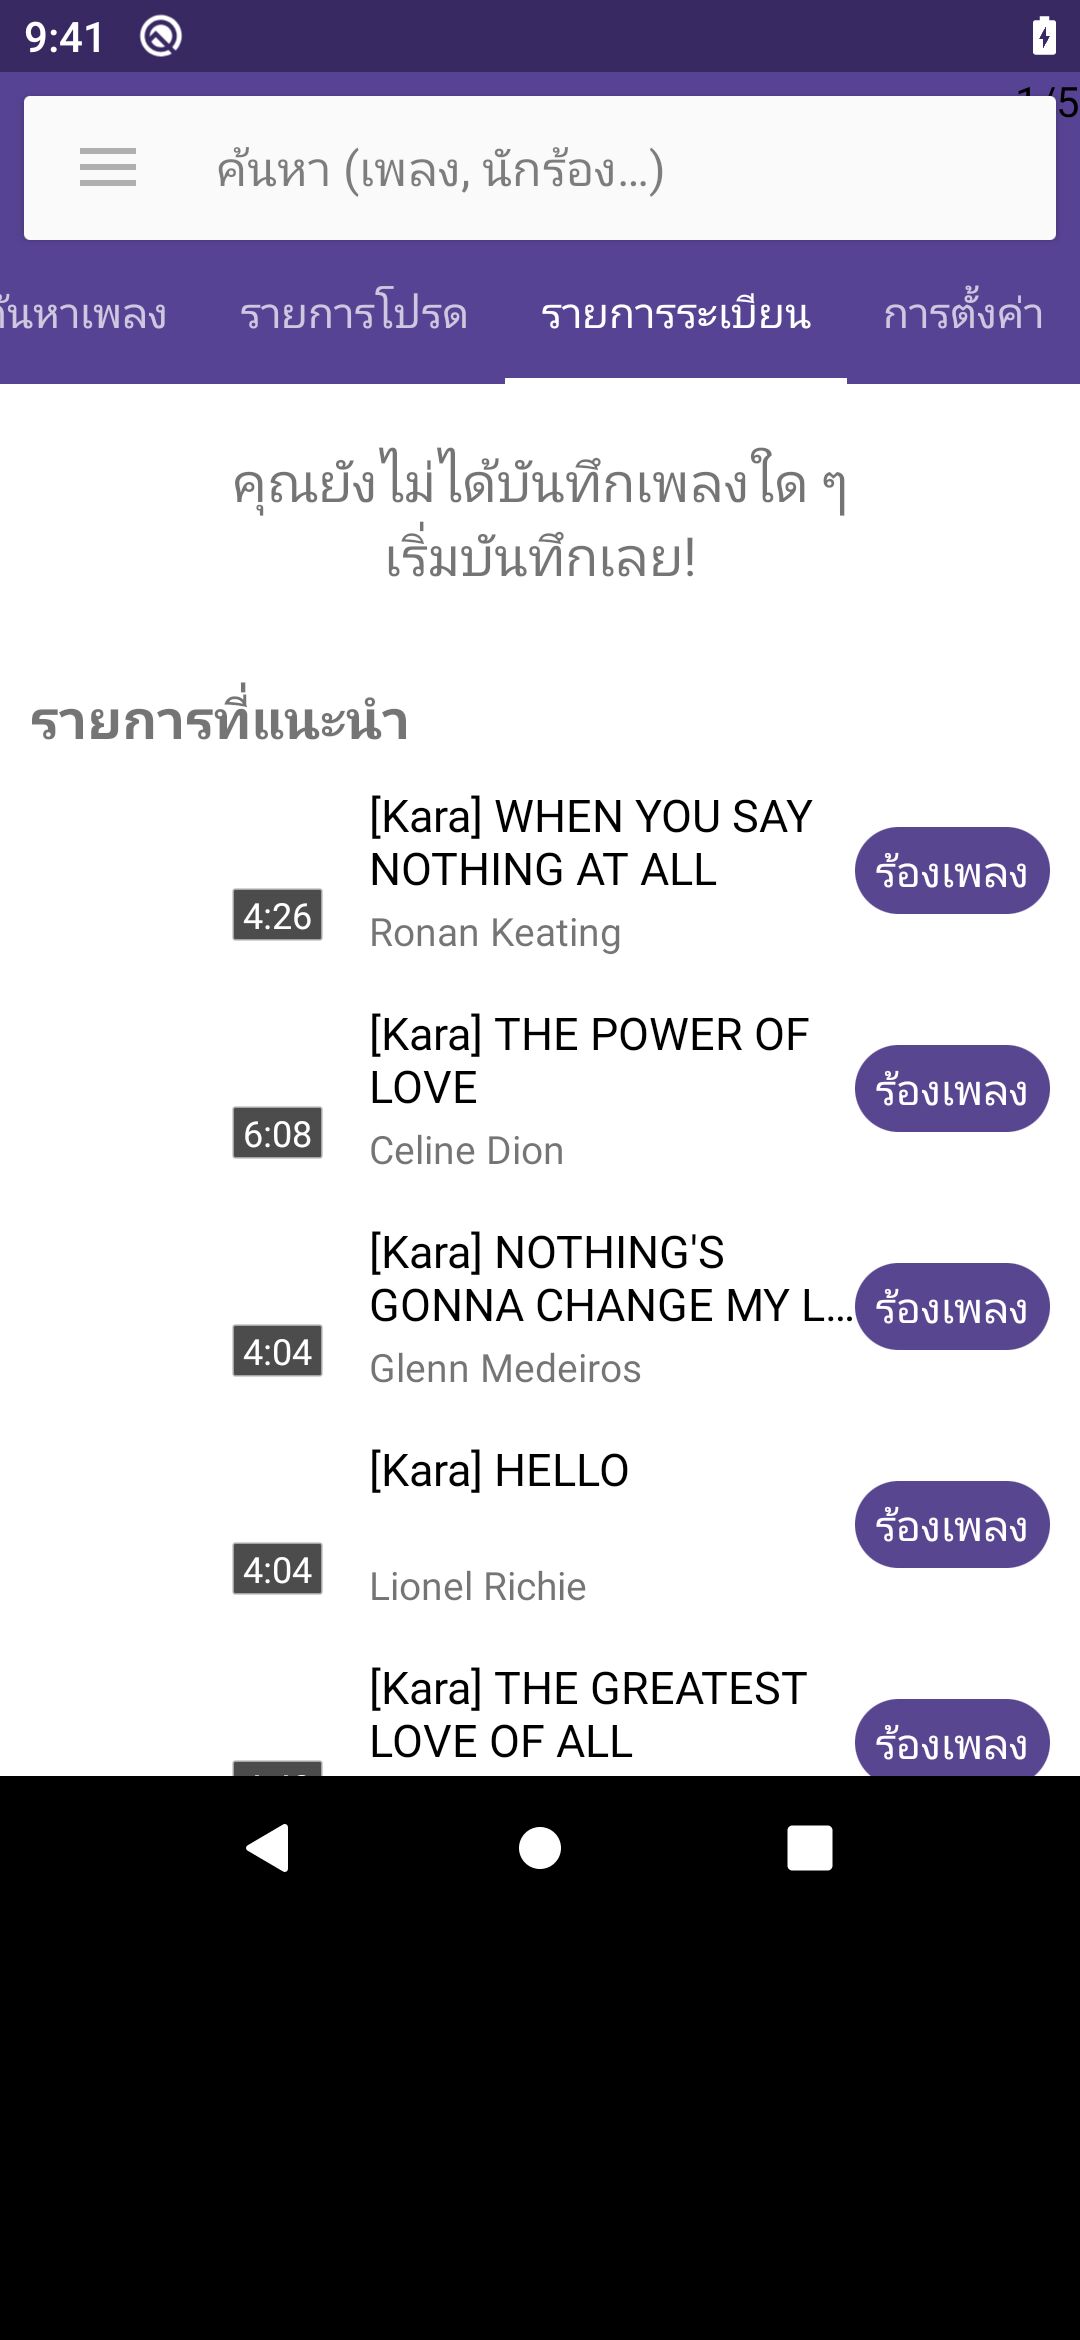 9:41
ค้นหา (เพลง, นักร้อง...)
ค้นหาเพลง
รายการโปรด
รายการระเบียน
การตั้งค่า
คุณยังไม่ได้บันทึกเพลงใด ๆ
เริ่มบันทึกเลย!
รายการที่แนะนำ
[Kara] WHEN YOU SAY
NOTHING AT ALL
ร้องเพลง
4:26
Ronan Keating
[Kara] THE POWER OF
LOVE
ร้องเพลง
6:08
Celine Dion
[Kara] NOTHING'S
GONNA CHANGE MY L...
ร้องเพลง
4:04
Glenn Medeiros
[Kara] HELLO
ร้องเพลง
4:04
Lionel Richie
[Kara] THE GREATEST
LOVE OF ALL
ร้องเพลง